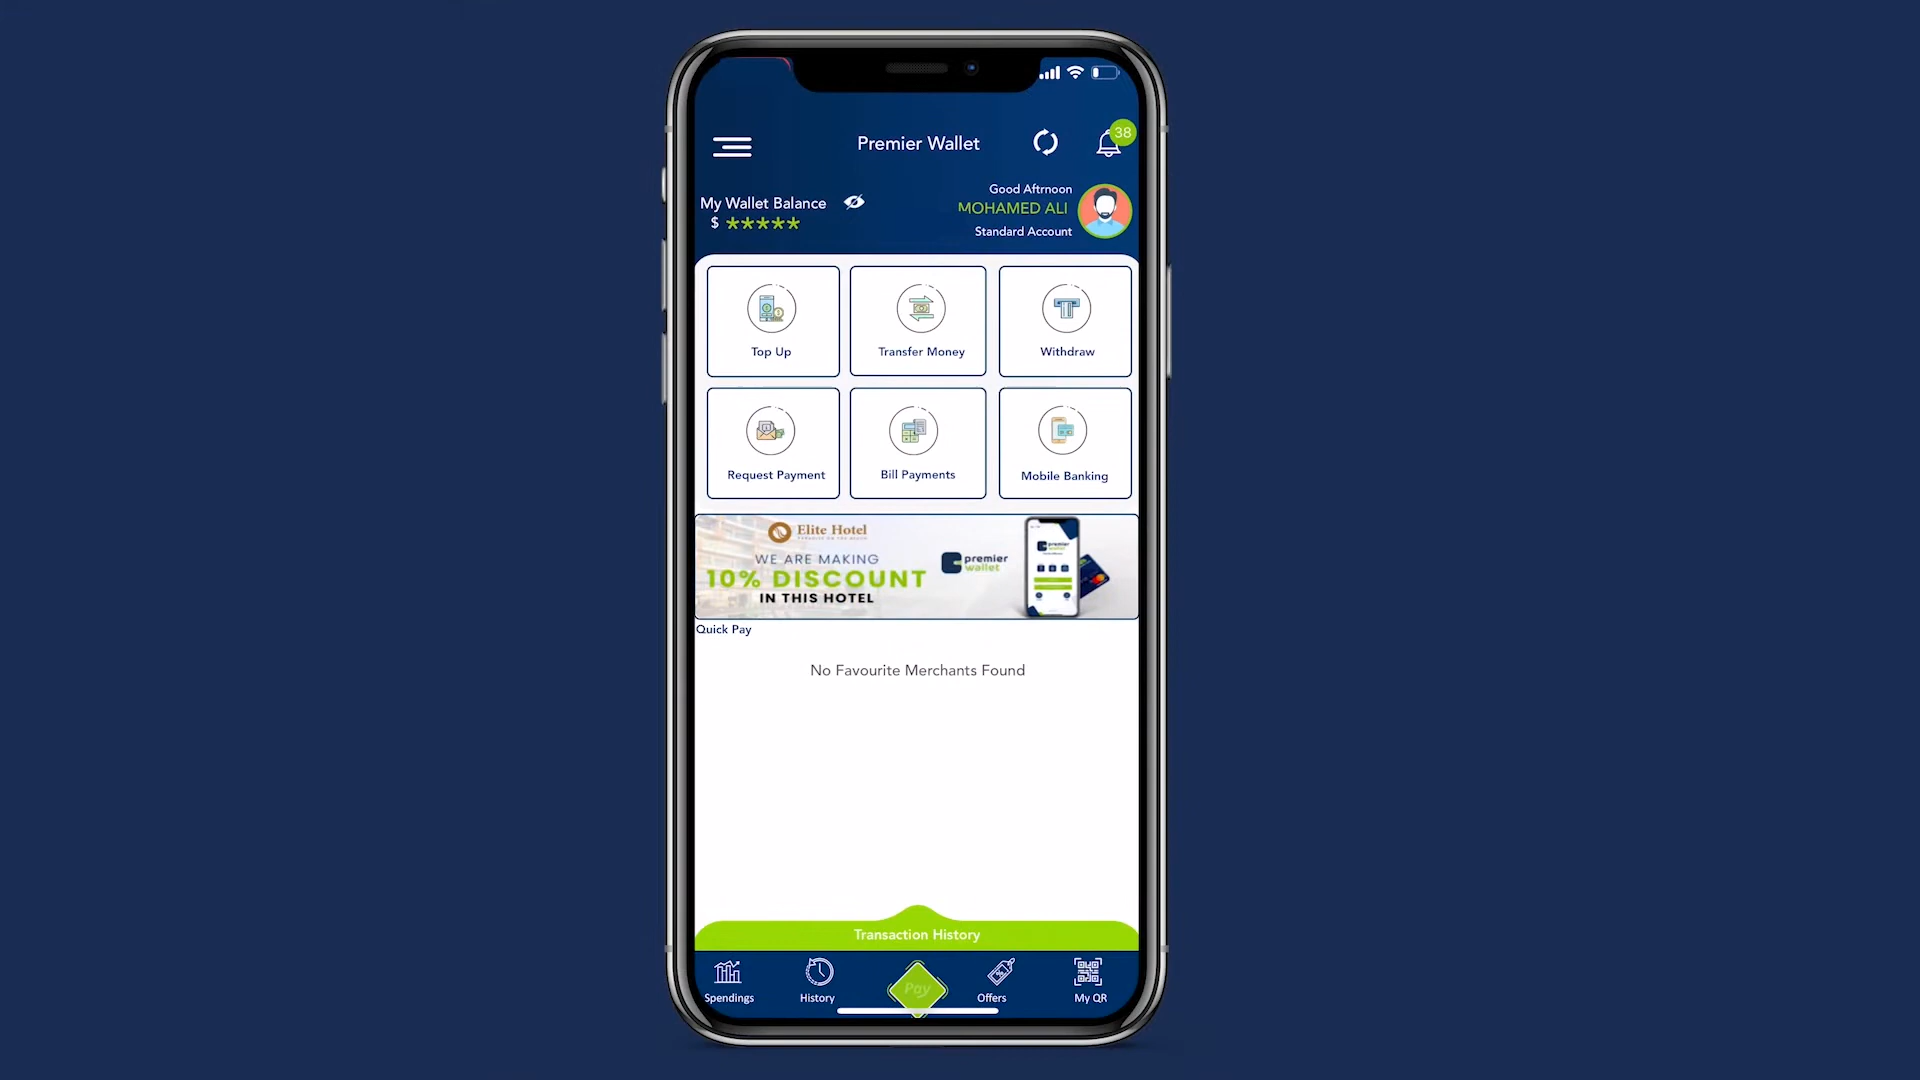 Premier Wallet
38
My Wallet Balance
$ *****
Good Aftrnoon
MOHAMED ALI
Standard Account
Top Up
Transfer Money
Withdraw
Request Payment
Bill Payments
Mobile Banking
Elite Hotel
WE ARE MAKING
10% DISCOUNT
IN THIS HOTEL
premier
wallet
premier
wallet
Quick Pay
No Favourite Merchants Found
Transaction History
Spendings
History
Pay
Offers
My QR